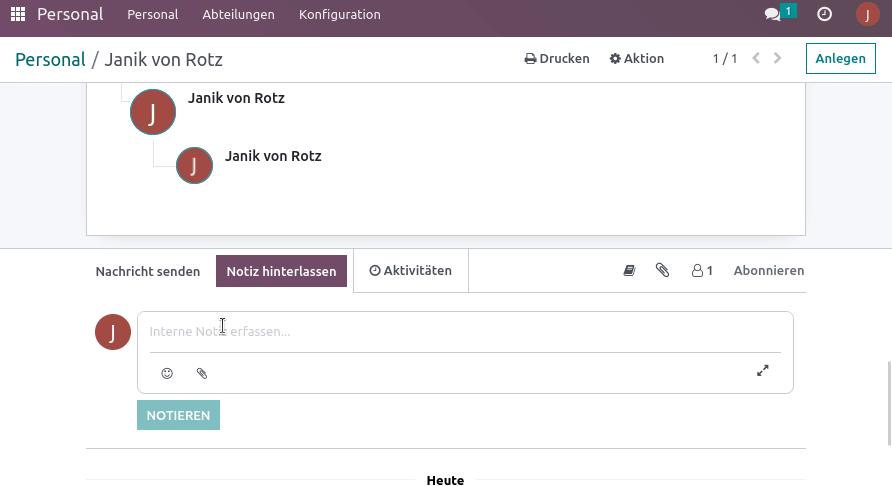 Personal Personal Abteilungen Konfiguration 1 J
Personal / Janik von Rotz Drucken Aktion 1 / 1 Anlegen
J Janik von Rotz
J Janik von Rotz
Nachricht senden Notiz hinterlassen Aktivitäten 1 Abonnieren
J Interne Notiz erfassen...
NOTIEREN
Heute